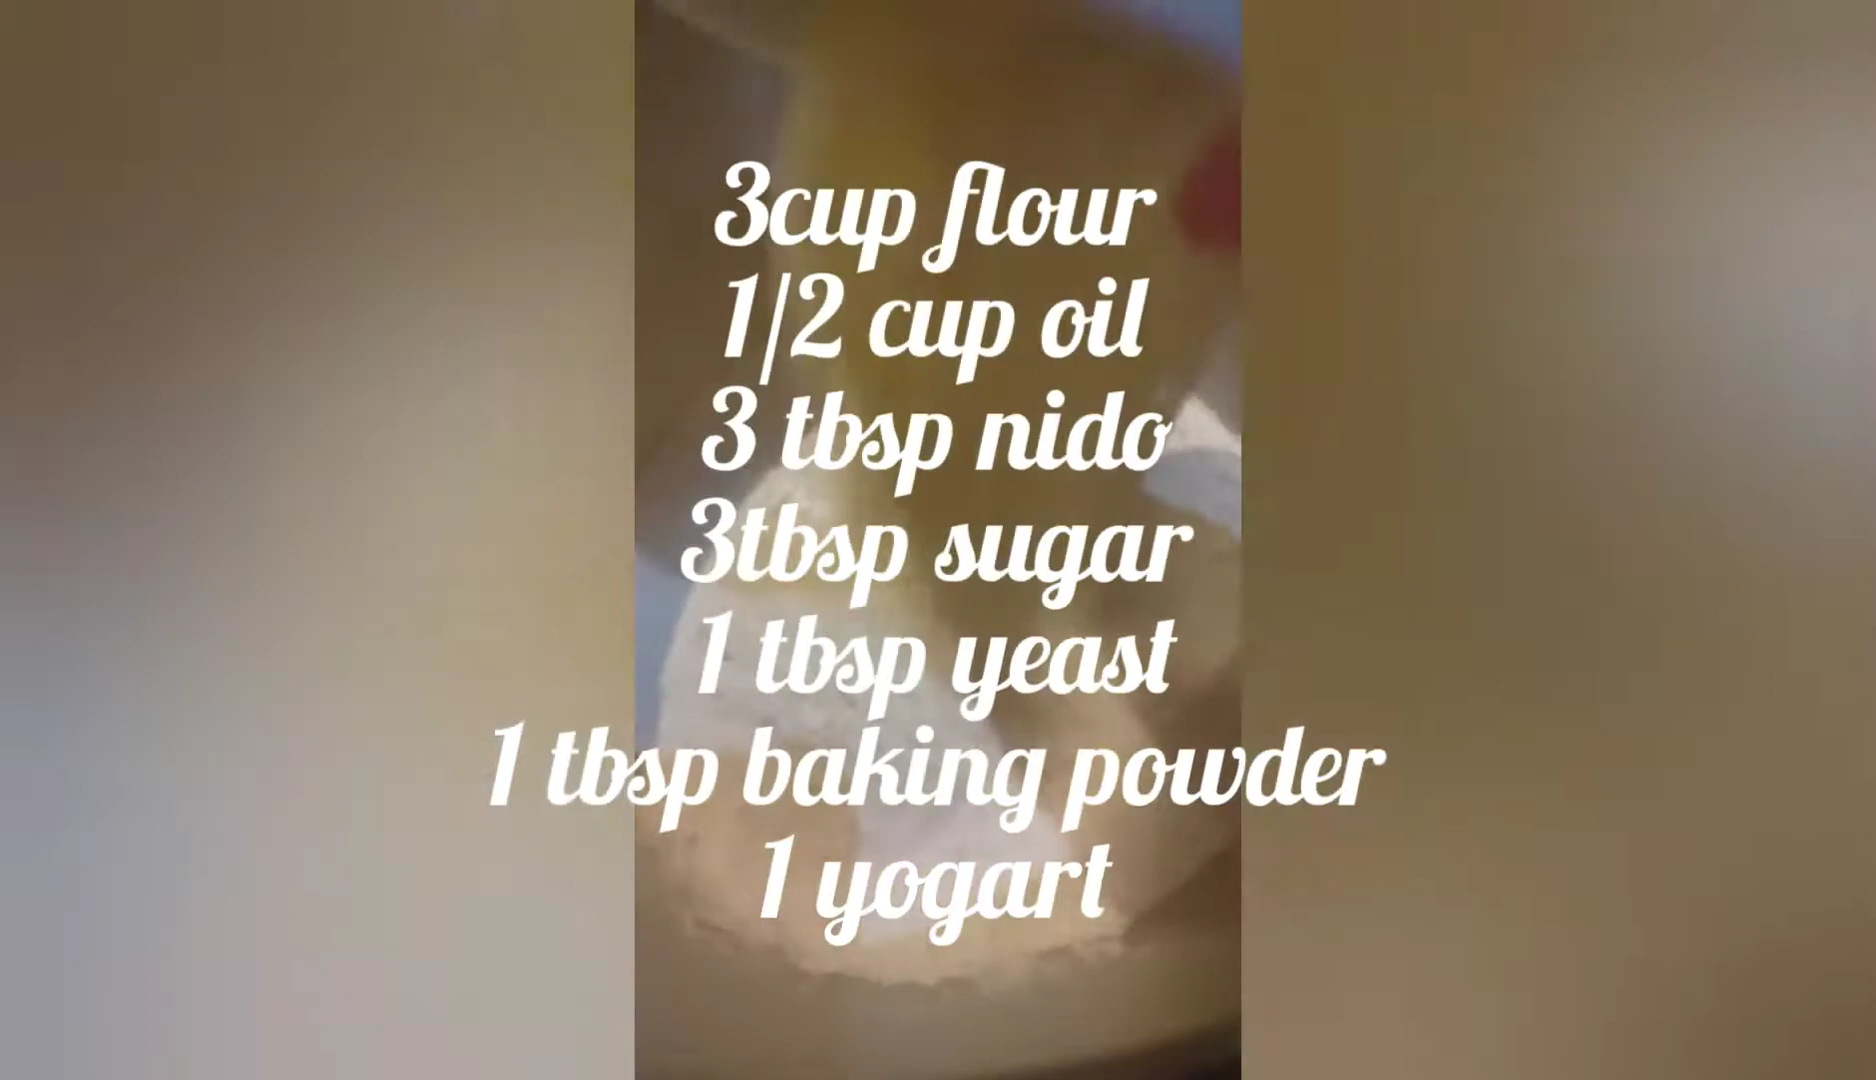 3cup flour
1/2 cup oil
3 tbsp nido
3tbsp sugar
1 tbsp yeast
1 tbsp baking powder
1 yogart